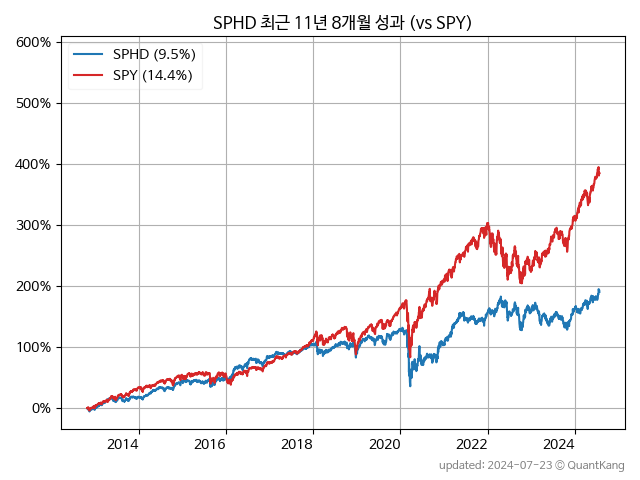 SPHD 최근 11년 8개월 성과 (vs SPY)
600%
500%
400%
300%
200%
100%
0%
SPHD (9.5%)
SPY (14.4%)
2014 2016 2018 2020 2022 2024
updated: 2024-07-23 © QuantKang